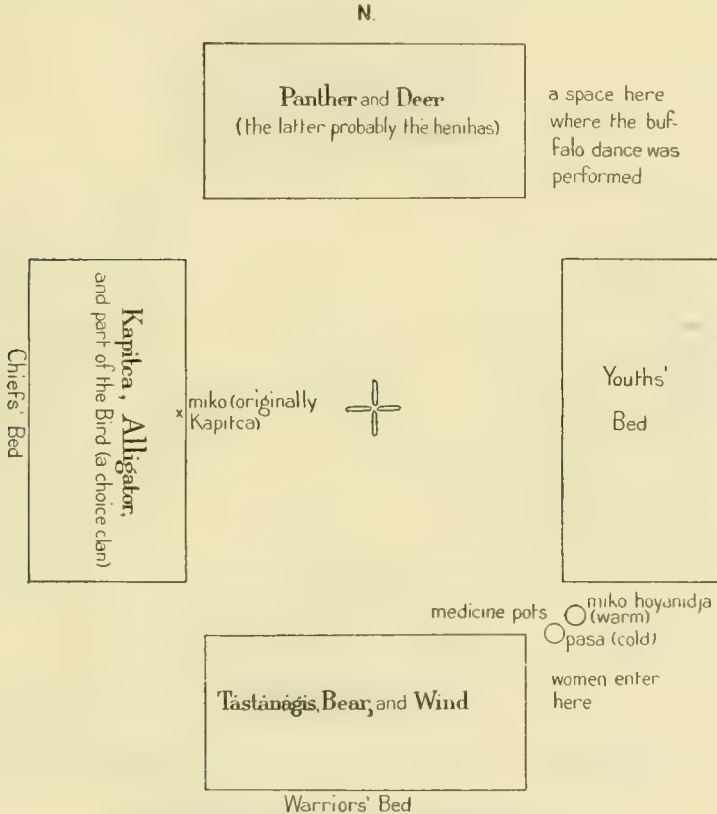 N.
Panther and Deer
(the latter probably the henihas)
a space here
where the buf-
falo dance was
performed
Chiefs' Bed
Kapitca, Alligator,
and part of the Bird (a choice clan)
miko (originally
Kapitca)
Youths'
Bed
medicine pots
miko hoyanidja
(warm)
pasa (cold)
women enter
here
Tåstånågis, Bear, and Wind
Warriors' Bed